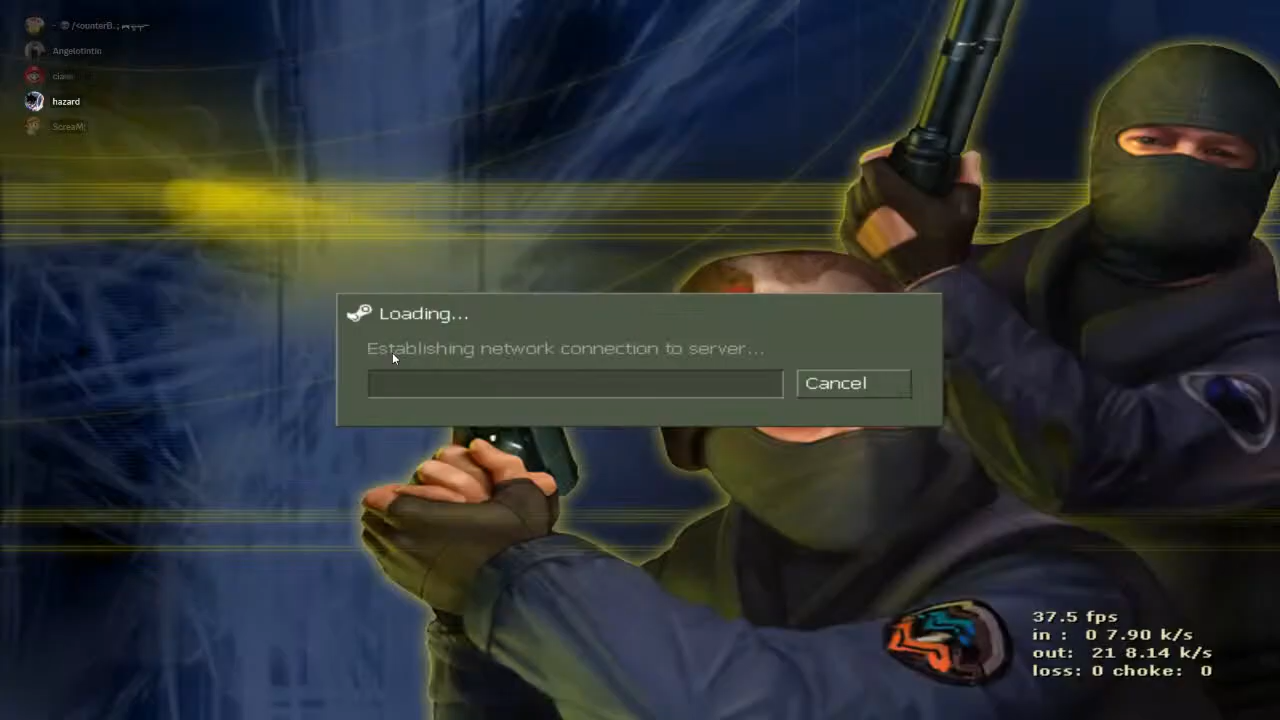 Angelotintin
ciann
hazard
ScreaM;
Loading...
Establishing network connection to server...
Cancel
37.5 fps
in : 0 7.90 k/s
out: 21 8.14 k/s
loss: 0 choke: 0